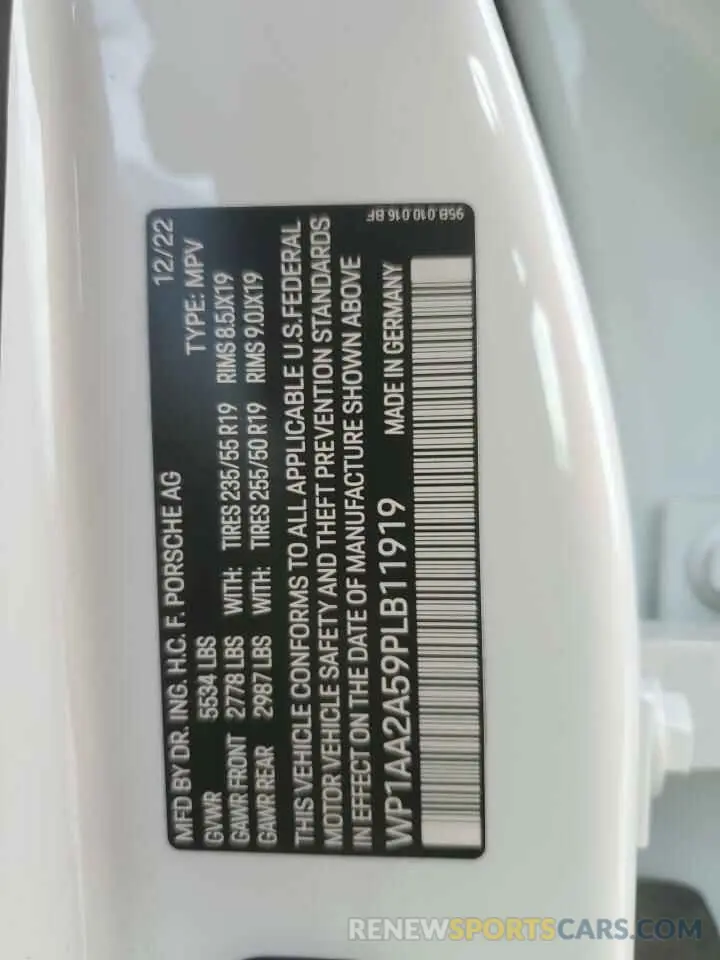 MFD BY DR. ING. H.C. F. PORSCHE AG 12/22
GVWR 5534 LBS TYPE: MPV
GAWR FRONT 2778 LBS WITH: TIRES 235/55 R19 RIMS 8.5JX19
GAWR REAR 2987 LBS WITH: TIRES 255/50 R19 RIMS 9.0JX19
THIS VEHICLE CONFORMS TO ALL APPLICABLE U.S. FEDERAL
MOTOR VEHICLE SAFETY AND THEFT PREVENTION STANDARDS
IN EFFECT ON THE DATE OF MANUFACTURE SHOWN ABOVE
WP1AA2A59PLB11919 MADE IN GERMANY
95B.010.016.BF
RENEWSPORTSCARS.COM